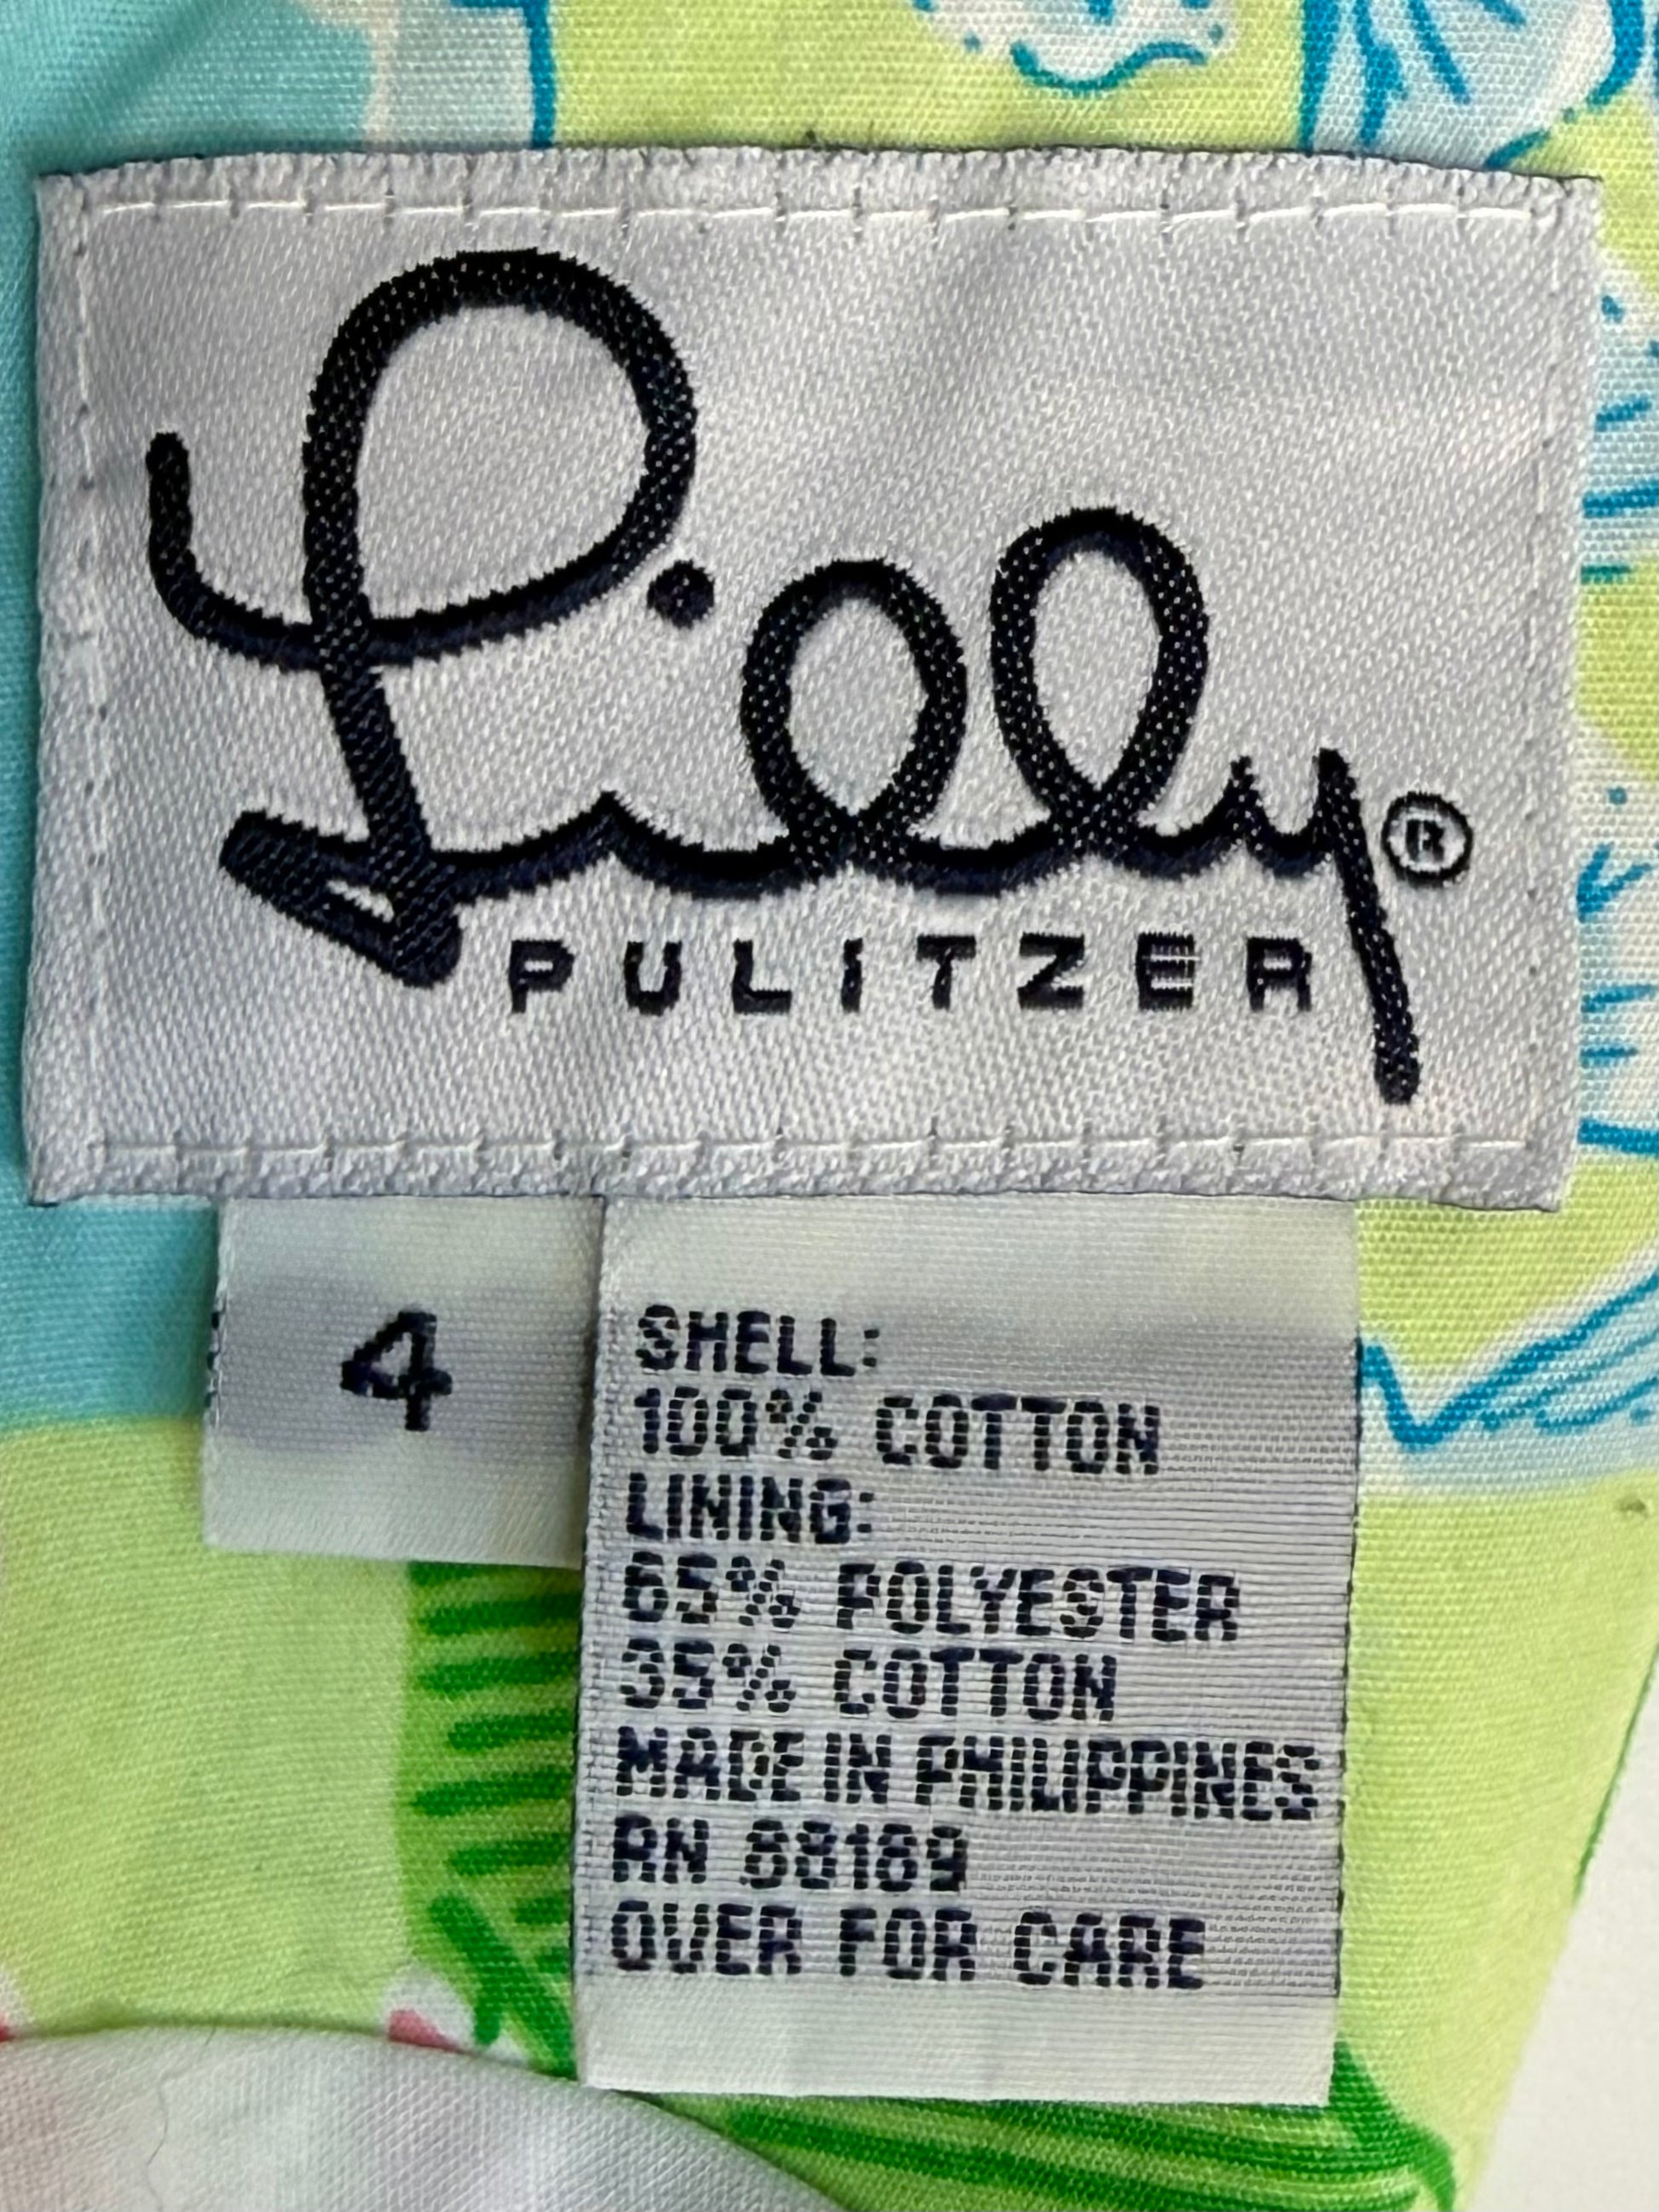 Lilly®
PULITZER
4
SHELL:
100% COTTON
LINING:
65% POLYESTER
35% COTTON
MADE IN PHILIPPINES
RN 88189
OVER FOR CARE